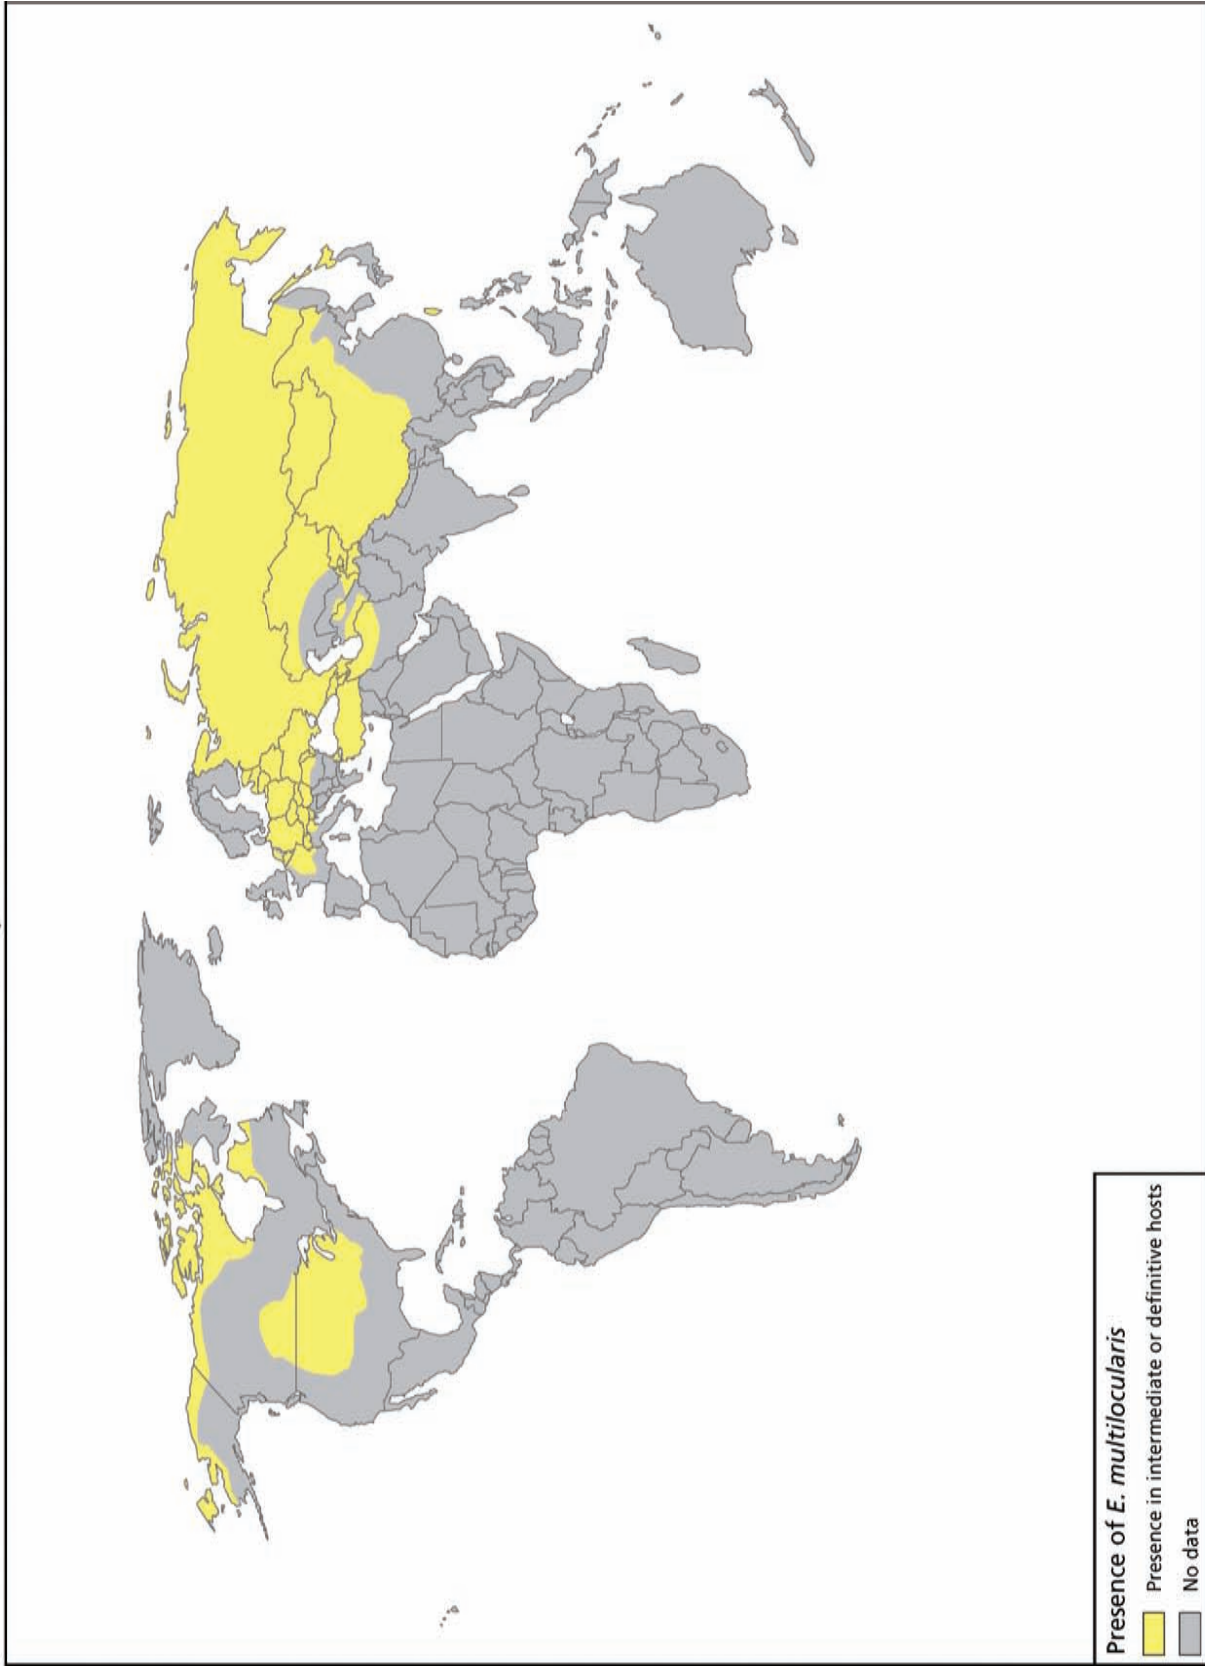 Presence of E. multilocularis
Presence in intermediate or definitive hosts
No data